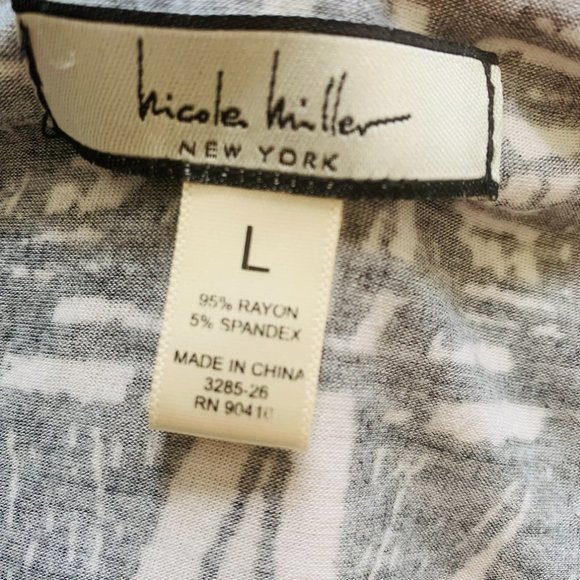 nicole miller
NEW YORK
L
95% RAYON
5% SPANDEX
MADE IN CHINA
3285-26
RN